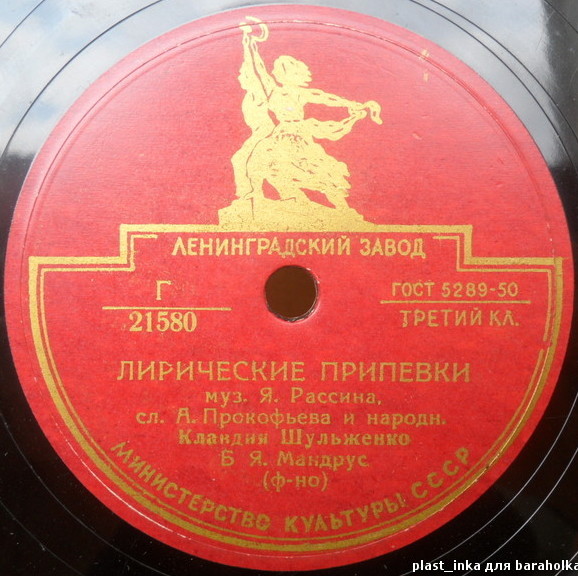 ЛЕНИНГРАДСКИЙ ЗАВОД
Г
21580
ГОСТ 5289-50
ТРЕТИЙ КЛ.
ЛИРИЧЕСКИЕ ПРИПЕВКИ
муз. Я. Рассина,
сл. А. Прокофьева и народн.
Клавдия Шульженко
Б Я. Мандрус
(ф-но)
МИНИСТЕРСТВО КУЛЬТУРЫ СССР
plast_inka для baraholka